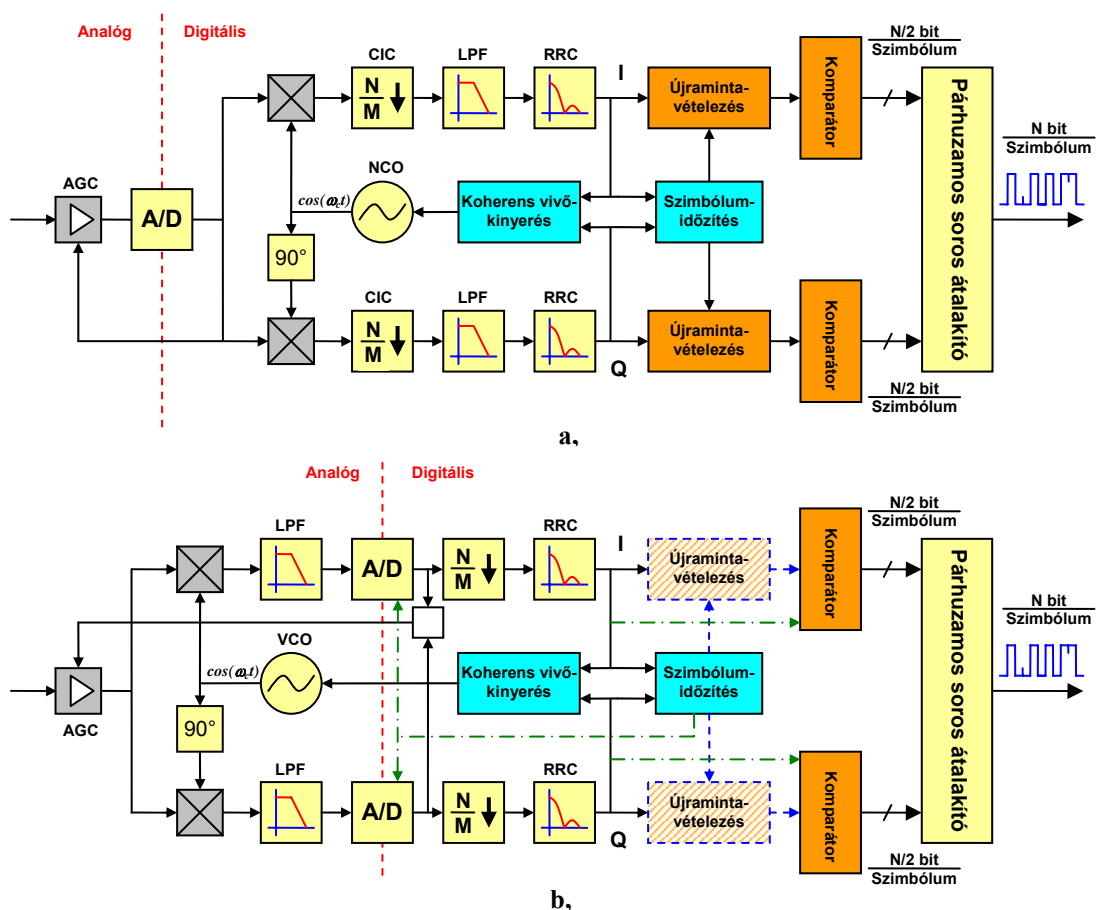 Analóg Digitális
N/2 bit
Szimbólum
CIC LPF RRC I
N
M
Újraminta-
vételezés
Komparátor
Párhuzamos soros átalakító
N bit
Szimbólum
AGC
A/D
NCO
cos(ω_c t)
Koherens vivő-
kinyerés
Szimbólum-
időzítés
90°
CIC LPF RRC
N
M
Q
Újraminta-
vételezés
Komparátor
N/2 bit
Szimbólum
a,
Analóg Digitális
N/2 bit
Szimbólum
LPF
A/D
N
M
RRC I
Újraminta-
vételezés
Komparátor
Párhuzamos soros átalakító
N bit
Szimbólum
VCO
cos(ω_c t)
Koherens vivő-
kinyerés
Szimbólum-
időzítés
AGC
90°
LPF
A/D
N
M
RRC
Q
Újraminta-
vételezés
Komparátor
N/2 bit
Szimbólum
b,